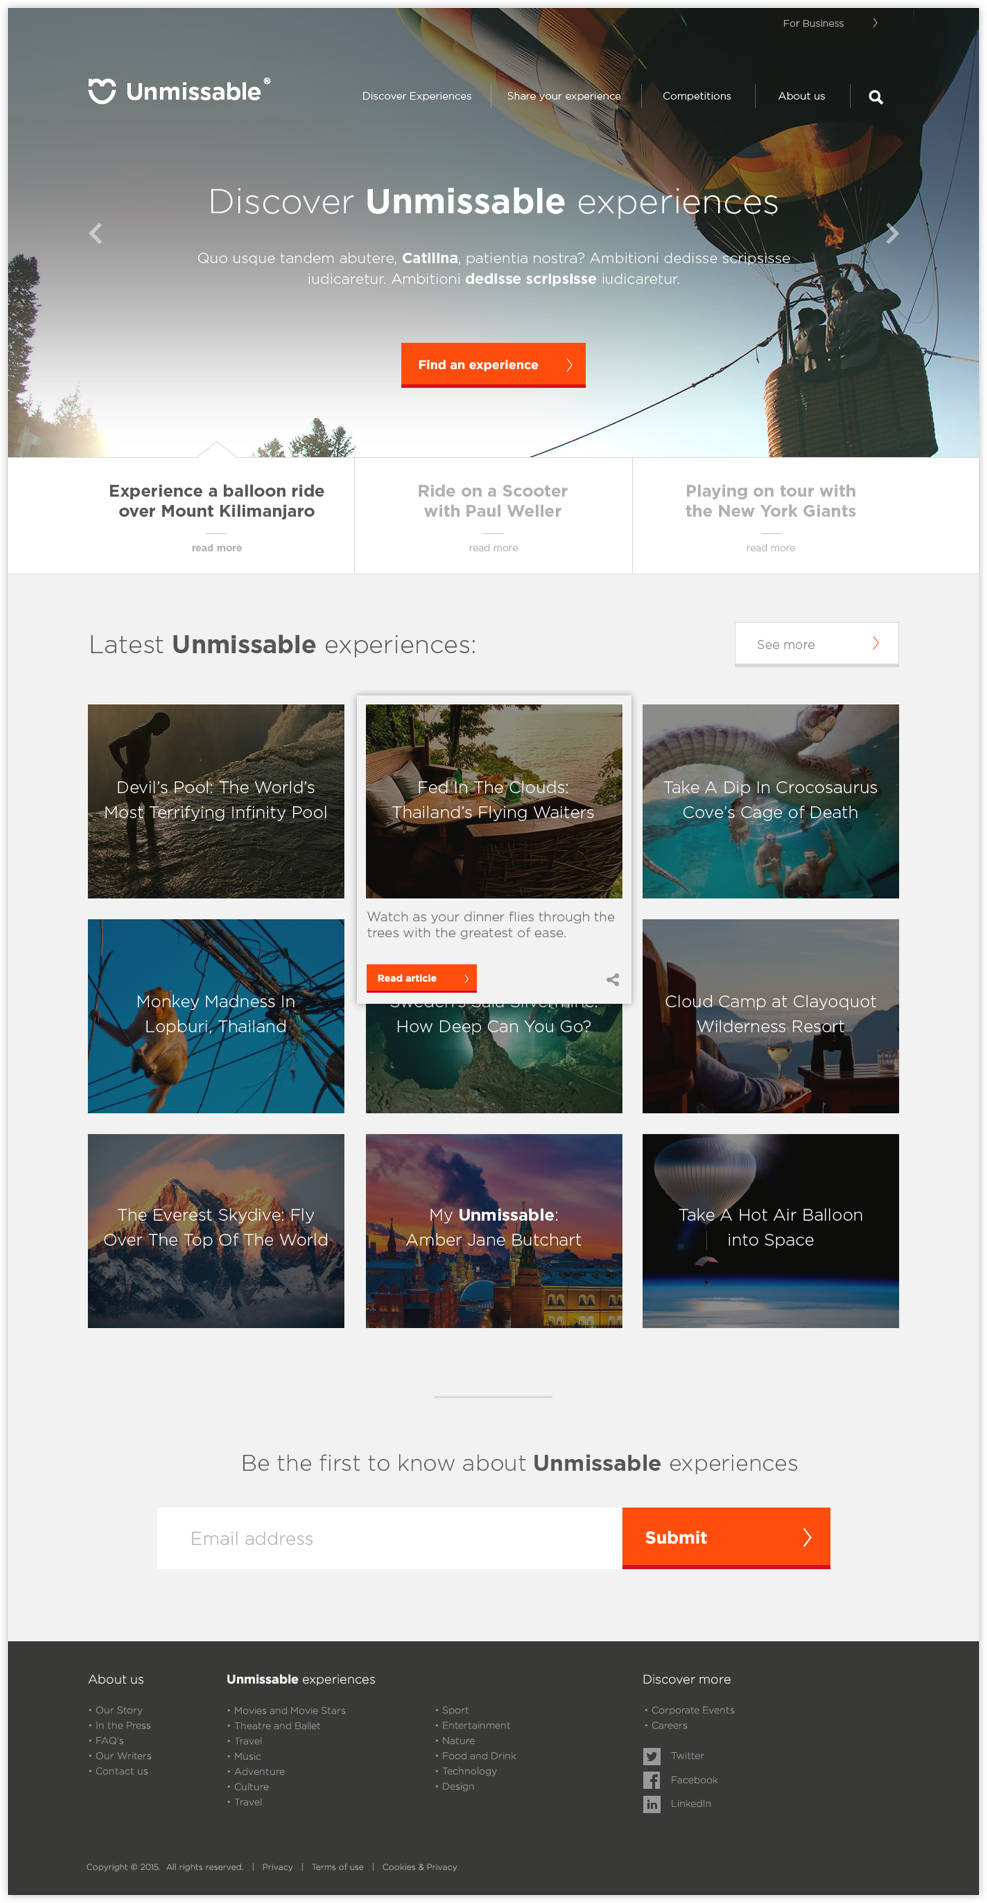 For Business
Unmissable®
Discover Experiences
Share your experience
Competitions
About us
Discover Unmissable experiences
Quo usque tandem abutere, Catilina, patientia nostra? Ambitioni dedisse scripsisse
iudicaretur. Ambitioni dedisse scripsisse iudicaretur.
Find an experience
Experience a balloon ride
over Mount Kilimanjaro
read more
Ride on a Scooter
with Paul Weller
read more
Playing on tour with
the New York Giants
read more
Latest Unmissable experiences:
See more
Devil's Pool: The World's
Most Terrifying Infinity Pool
Fed In The Clouds:
Thailand's Flying Waiters
Watch as your dinner flies through the
trees with the greatest of ease.
Read article
Take A Dip In Crocosaurus
Cove's Cage of Death
Monkey Madness In
Lopburi, Thailand
Sweden's Sala Silvermine:
How Deep Can You Go?
Cloud Camp at Clayoquot
Wilderness Resort
The Everest Skydive: Fly
Over The Top Of The World
My Unmissable:
Amber Jane Butchart
Take A Hot Air Balloon
into Space
Be the first to know about Unmissable experiences
Email address
Submit
About us
• Our Story
• In the Press
• FAQ's
• Our Writers
• Contact us
Unmissable experiences
• Movies and Movie Stars
• Theatre and Ballet
• Travel
• Music
• Adventure
• Culture
• Travel
• Sport
• Entertainment
• Nature
• Food and Drink
• Technology
• Design
Discover more
• Corporate Events
• Careers
Twitter
Facebook
LinkedIn
Copyright © 2015. All rights reserved. | Privacy | Terms of use | Cookies & Privacy